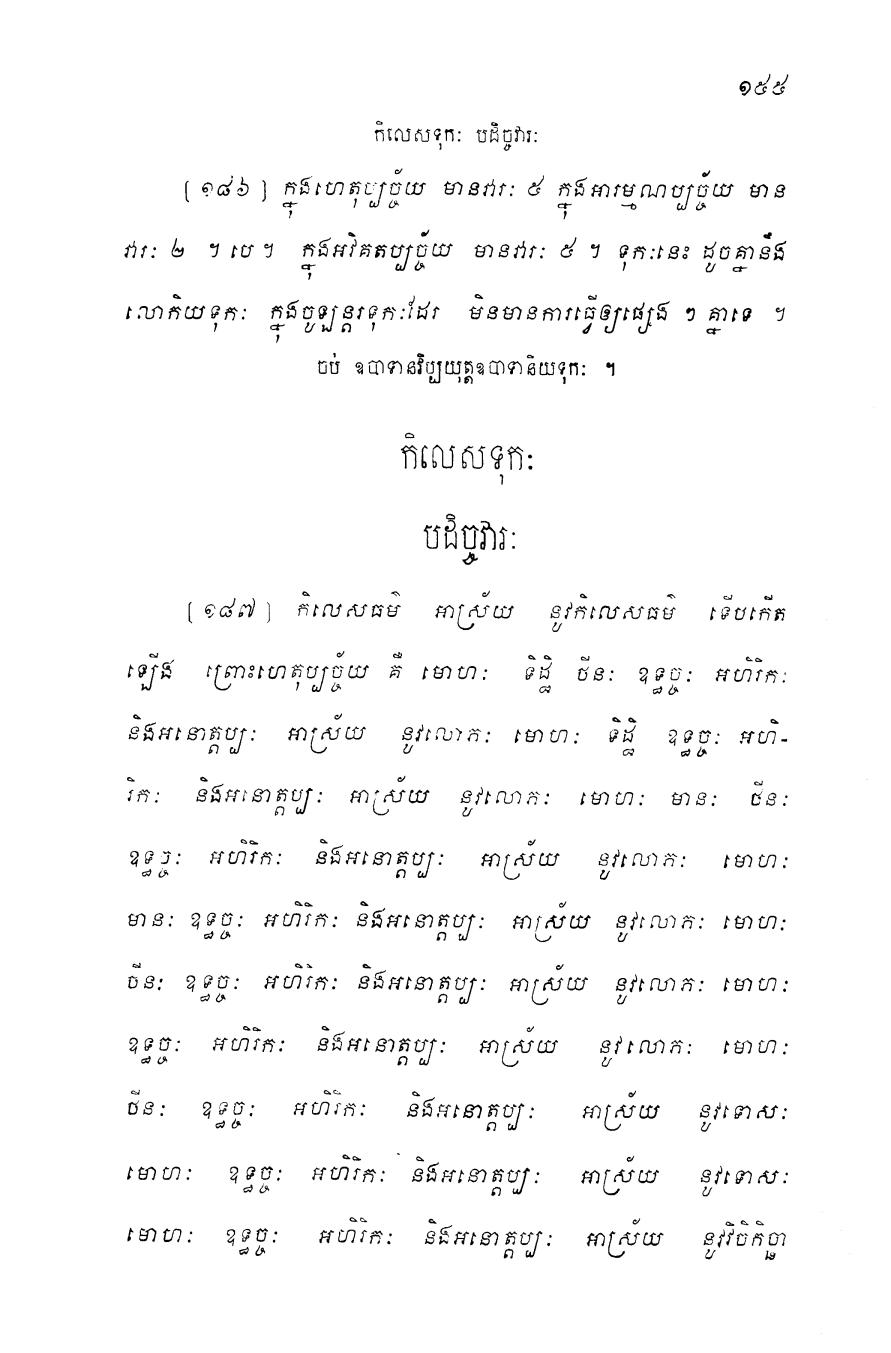 ១៥៥
កិលេសទុកៈ បដិច្ចវារៈ
[១៨៦] ក្នុងហេតុប្បច្ច័យ មានវារៈ ៥ ក្នុងអារម្មណប្បច្ច័យ មាន
វារៈ ២ ។ បេ ។ ក្នុងអវិគតប្បច្ច័យ មានវារៈ ៥ ។ ទុកៈនេះ ដូចគ្នានឹង
លោកិយទុកៈ ក្នុងចូឡន្តរទុកៈដែរ មិនមានការធ្វើឲ្យផ្សេង ៗ គ្នាទេ ។
ចប់ ឧបាទានវិប្បយុត្តឧបាទានិយទុកៈ ។
កិលេសទុកៈ
បដិច្ចវារៈ
[១៨៧] កិលេសធម៌ អាស្រ័យ នូវកិលេសធម៌ ទើបកើត
ឡើង ព្រោះហេតុប្បច្ច័យ គឺ មោហៈ ទិដ្ឋិ ថីនៈ ឧទ្ធច្ចៈ អហិរិកៈ
និងអនោត្តប្បៈ អាស្រ័យ នូវលោភៈ មោហៈ ទិដ្ឋិ ឧទ្ធច្ចៈ អហិ-
រិកៈ និងអនោត្តប្បៈ អាស្រ័យ នូវលោភៈ មោហៈ មានៈ ថីនៈ
ឧទ្ធច្ចៈ អហិរិកៈ និងអនោត្តប្បៈ អាស្រ័យ នូវលោភៈ មោហៈ
មានៈ ឧទ្ធច្ចៈ អហិរិកៈ និងអនោត្តប្បៈ អាស្រ័យ នូវលោភៈ មោហៈ
ថីនៈ ឧទ្ធច្ចៈ អហិរិកៈ និងអនោត្តប្បៈ អាស្រ័យ នូវលោភៈ មោហៈ
ឧទ្ធច្ចៈ អហិរិកៈ និងអនោត្តប្បៈ អាស្រ័យ នូវលោភៈ មោហៈ
ថីនៈ ឧទ្ធច្ចៈ អហិរិកៈ និងអនោត្តប្បៈ អាស្រ័យ នូវទោសៈ
មោហៈ ឧទ្ធច្ចៈ អហិរិកៈ និងអនោត្តប្បៈ អាស្រ័យ នូវទោសៈ
មោហៈ ឧទ្ធច្ចៈ អហិរិកៈ និងអនោត្តប្បៈ អាស្រ័យ នូវវិចិកិច្ឆា